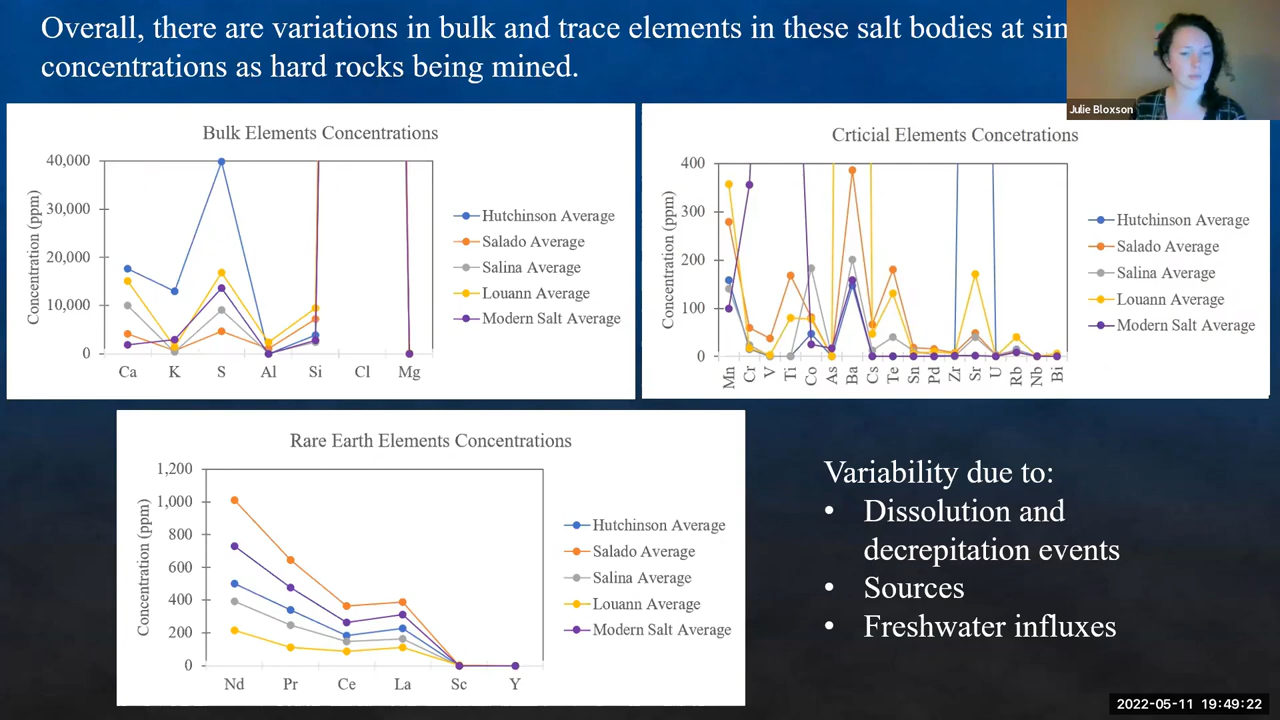 Overall, there are variations in bulk and trace elements in these salt bodies at
concentrations as hard rocks being mined.
Julie Bloxson
Bulk Elements Concentrations
40,000
30,000
20,000
10,000
0
Concentration (ppm)
Ca K S Al Si Cl Mg
Hutchinson Average
Salado Average
Salina Average
Louann Average
Modern Salt Average
Crticial Elements Concetrations
400
300
200
100
0
Concentration (ppm)
Mn Cr V Ti Co As Ba Cs Te Sn Pd Zr Sr U Rb Nb Bi
Hutchinson Average
Salado Average
Salina Average
Louann Average
Modern Salt Average
Rare Earth Elements Concentrations
1,200
1,000
800
600
400
200
0
Concentration (ppm)
Nd Pr Ce La Sc Y
Hutchinson Average
Salado Average
Salina Average
Louann Average
Modern Salt Average
Variability due to:
• Dissolution and
decrepitation events
• Sources
• Freshwater influxes
2022-05-11 19:49:22